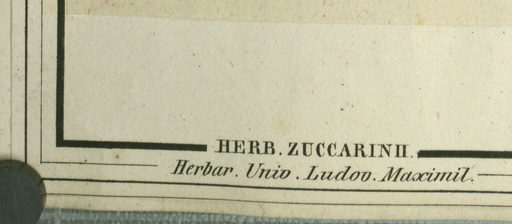 HERB. ZUCCARINII.
Herbar. Univ. Ludov. Maximil.